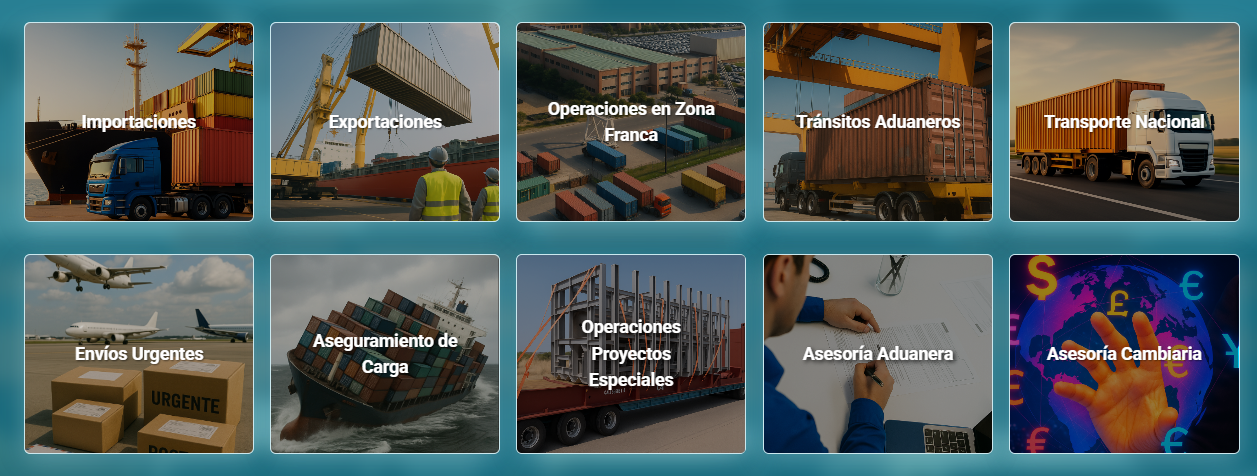 Importaciones
Exportaciones
Operaciones en Zona
Franca
Tránsitos Aduaneros
Transporte Nacional
Envíos Urgentes
URGENTE
Aseguramiento de
Carga
Operaciones
Proyectos
Especiales
Asesoría Aduanera
Asesoría Cambiaria
$
€
£
€
€
€
€
€
¥